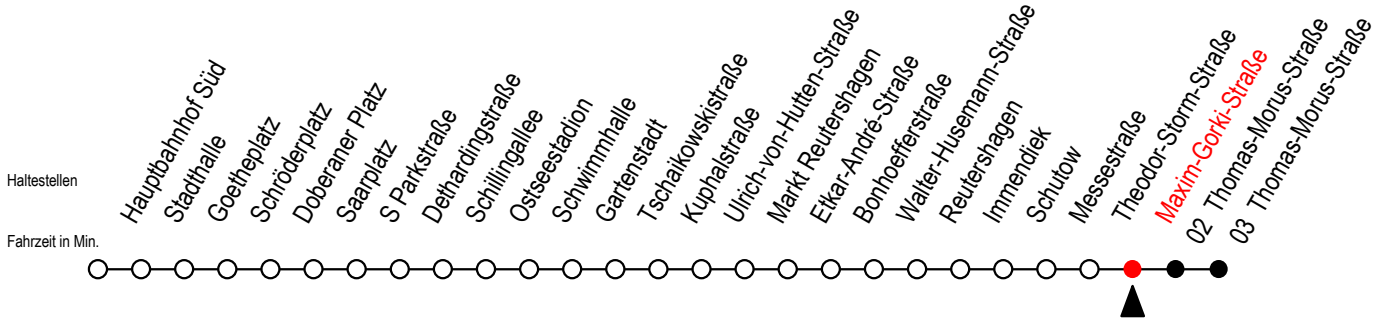 Haltestellen
Fahrzeit in Min.
Hauptbahnhof Süd
Stadthalle
Goetheplatz
Schröderplatz
Doberaner Platz
Saarplatz
S Parkstraße
Dethardingstraße
Schillingallee
Ostseestadion
Schwimmhalle
Gartenstadt
Tschaikowskistraße
Kuphalstraße
Ulrich-von-Hutten-Straße
Markt Reutershagen
Etkar-André-Straße
Bonhoefferstraße
Walter-Husemann-Straße
Reutershagen
Immendiek
Schutow
Messestraße
Theodor-Storm-Straße
Maxim-Gorki-Straße
02 Thomas-Morus-Straße
03 Thomas-Morus-Straße